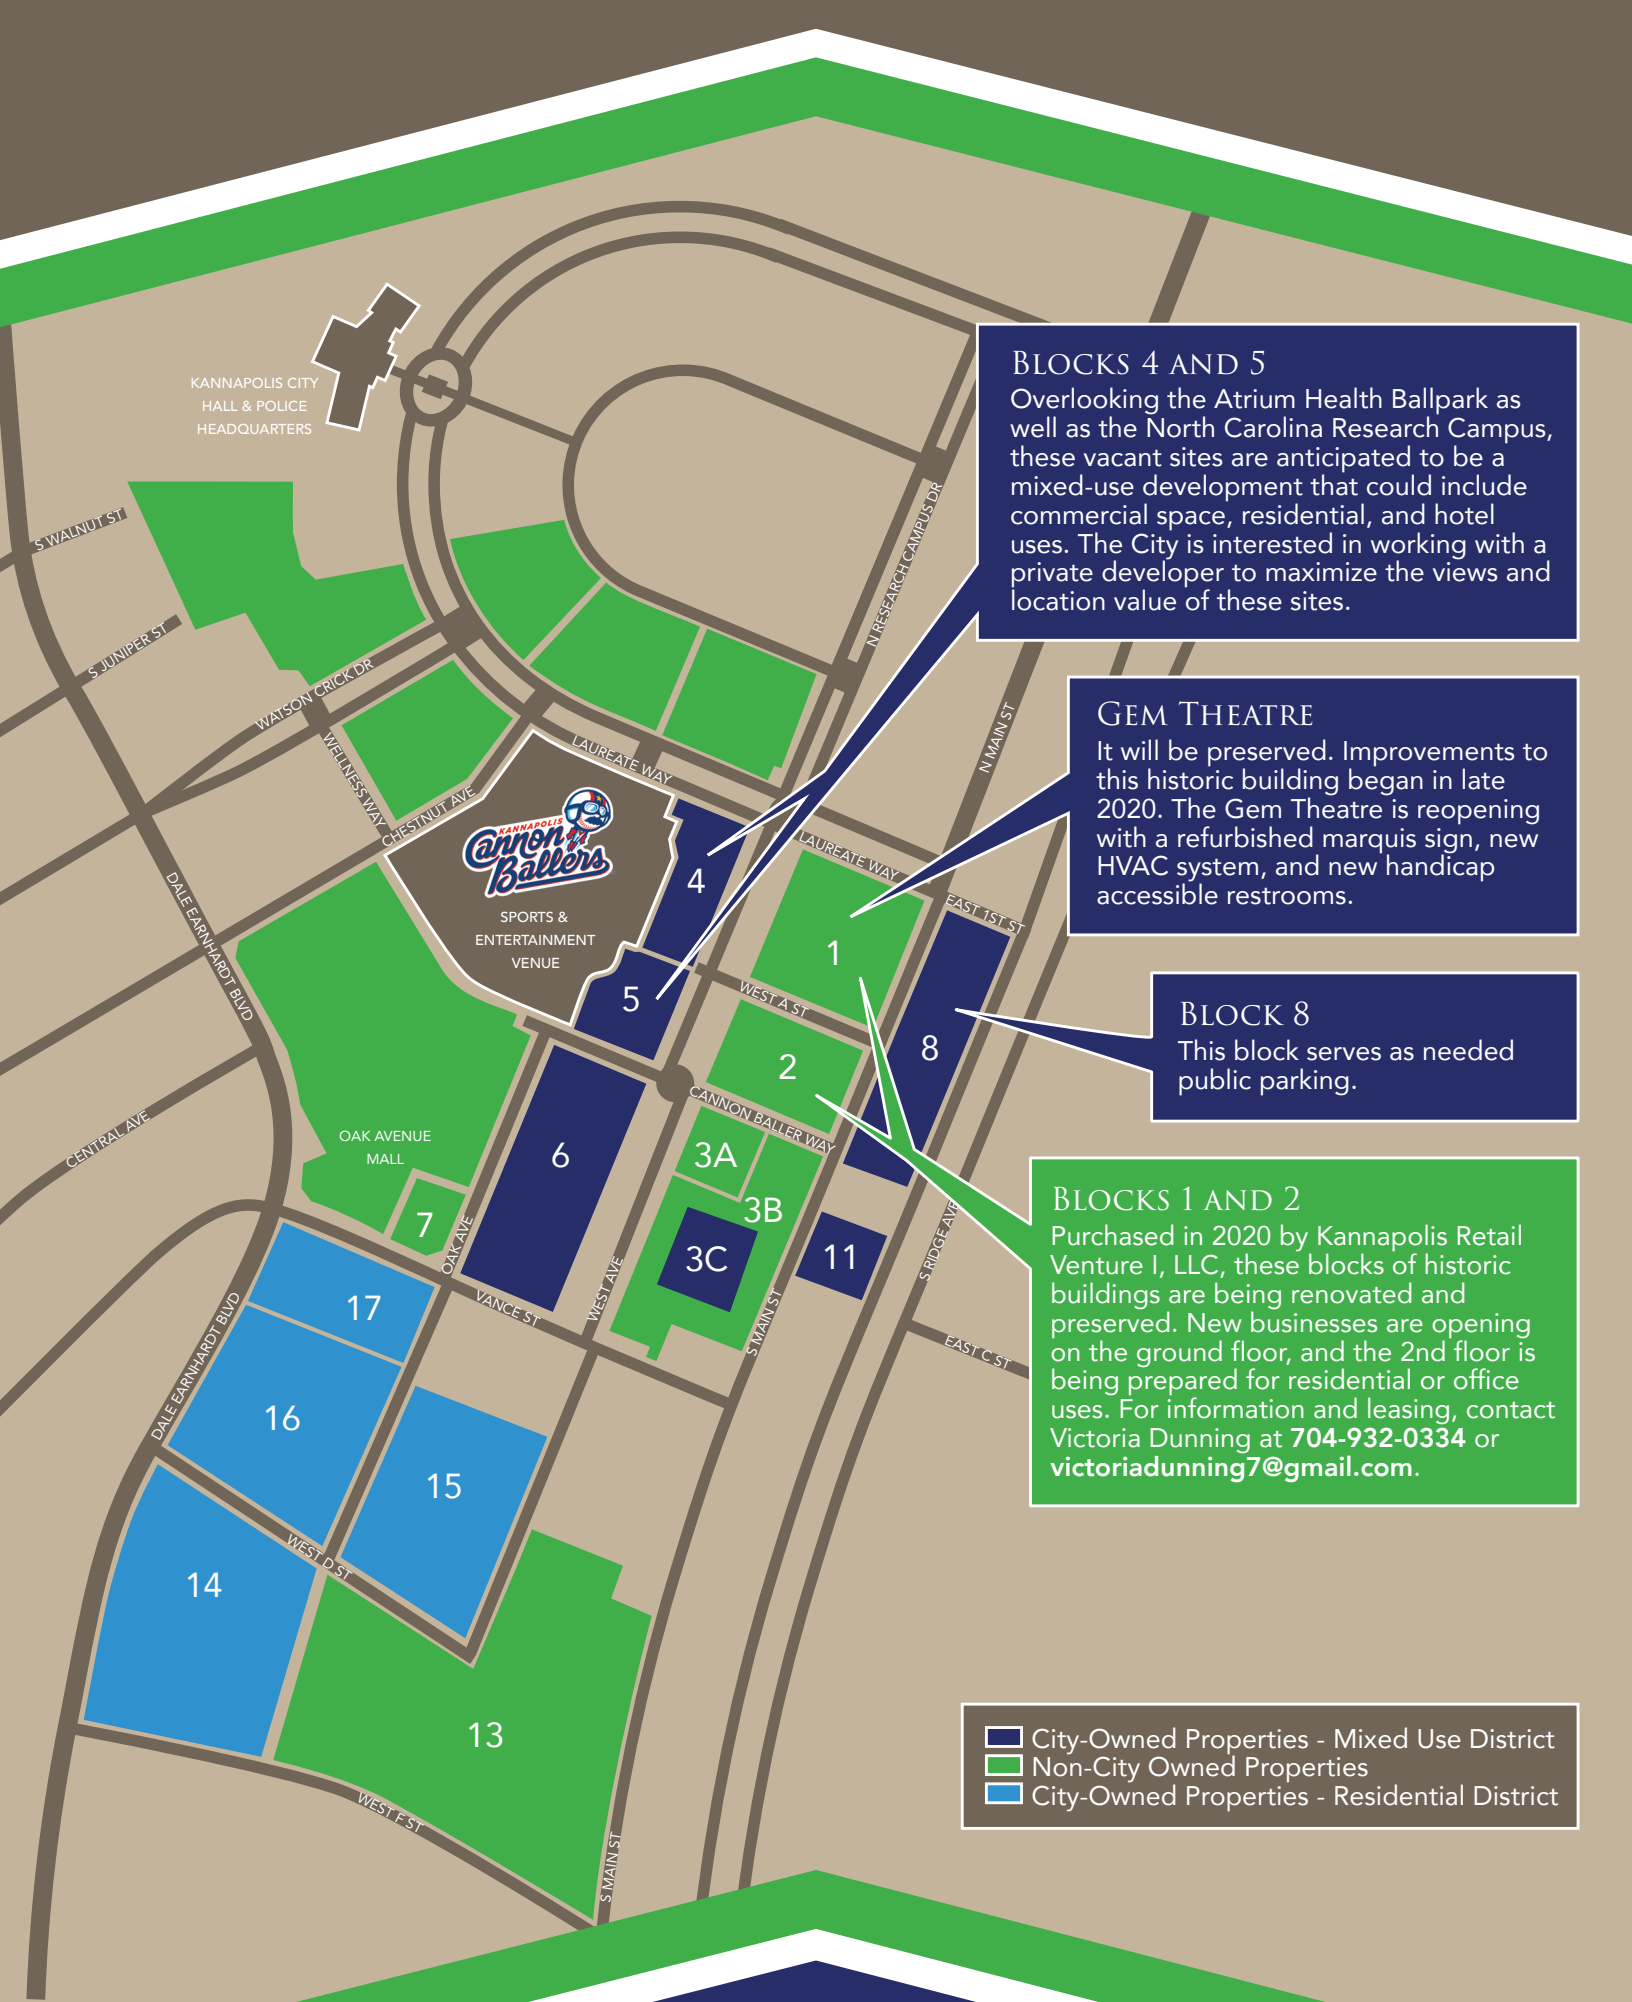 KANNAPOLIS CITY
HALL & POLICE
HEADQUARTERS
S WALNUT ST
S JUNIPER ST
WATSON CRICK DR
WELLNESS WAY
CHESTNUT AVE
LAUREATE WAY
N RESEARCH CAMPUS DR
N MAIN ST
BLOCKS 4 AND 5
Overlooking the Atrium Health Ballpark as
well as the North Carolina Research Campus,
these vacant sites are anticipated to be a
mixed-use development that could include
commercial space, residential, and hotel
uses. The City is interested in working with a
private developer to maximize the views and
location value of these sites.
GEM THEATRE
It will be preserved. Improvements to
this historic building began in late
2020. The Gem Theatre is reopening
with a refurbished marquis sign, new
HVAC system, and new handicap
accessible restrooms.
KANNAPOLIS
Cannon
Ballers
SPORTS &
ENTERTAINMENT
VENUE
4
5
LAUREATE WAY
EAST 1ST ST
1
WEST A ST
2
8
BLOCK 8
This block serves as needed
public parking.
DALE EARNHARDT BLVD
CENTRAL AVE
OAK AVENUE
MALL
7
OAK AVE
6
CANNON BALLER WAY
3A
3B
3C
11
S RIDGE AVE
WEST AVE
VANCE ST
S MAIN ST
EAST C ST
BLOCKS 1 AND 2
Purchased in 2020 by Kannapolis Retail
Venture I, LLC, these blocks of historic
buildings are being renovated and
preserved. New businesses are opening
on the ground floor, and the 2nd floor is
being prepared for residential or office
uses. For information and leasing, contact
Victoria Dunning at 704-932-0334 or
victoriadunning7@gmail.com.
DALE EARNHARDT BLVD
17
16
15
WEST D ST
14
13
WEST F ST
S MAIN ST
City-Owned Properties - Mixed Use District
Non-City Owned Properties
City-Owned Properties - Residential District